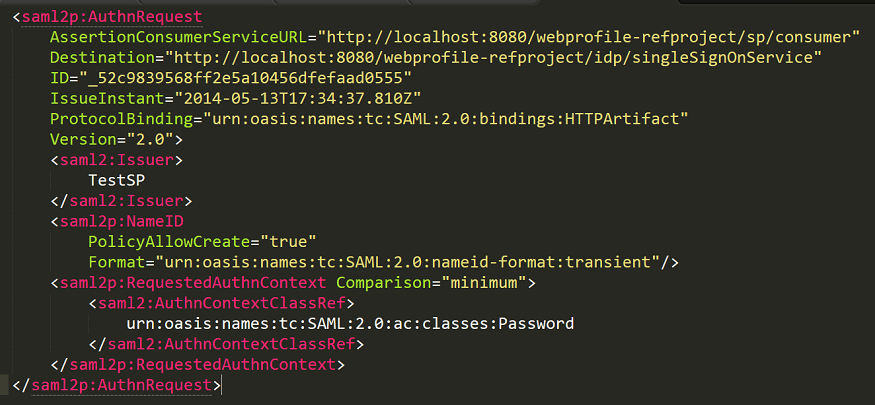 <saml2p:AuthnRequest
AssertionConsumerServiceURL="http://localhost:8080/webprofile-refproject/sp/consumer"
Destination="http://localhost:8080/webprofile-refproject/idp/singleSignOnService"
ID="_52c9839568ff2e5a10456dfefaad0555"
IssueInstant="2014-05-13T17:34:37.810Z"
ProtocolBinding="urn:oasis:names:tc:SAML:2.0:bindings:HTTPArtifact"
Version="2.0">
<saml2:Issuer>
TestSP
</saml2:Issuer>
<saml2p:NameID
PolicyAllowCreate="true"
Format="urn:oasis:names:tc:SAML:2.0:nameid-format:transient"/>
<saml2p:RequestedAuthnContext Comparison="minimum">
<saml2:AuthnContextClassRef>
urn:oasis:names:tc:SAML:2.0:ac:classes:Password
</saml2:AuthnContextClassRef>
</saml2p:RequestedAuthnContext>
</saml2p:AuthnRequest>